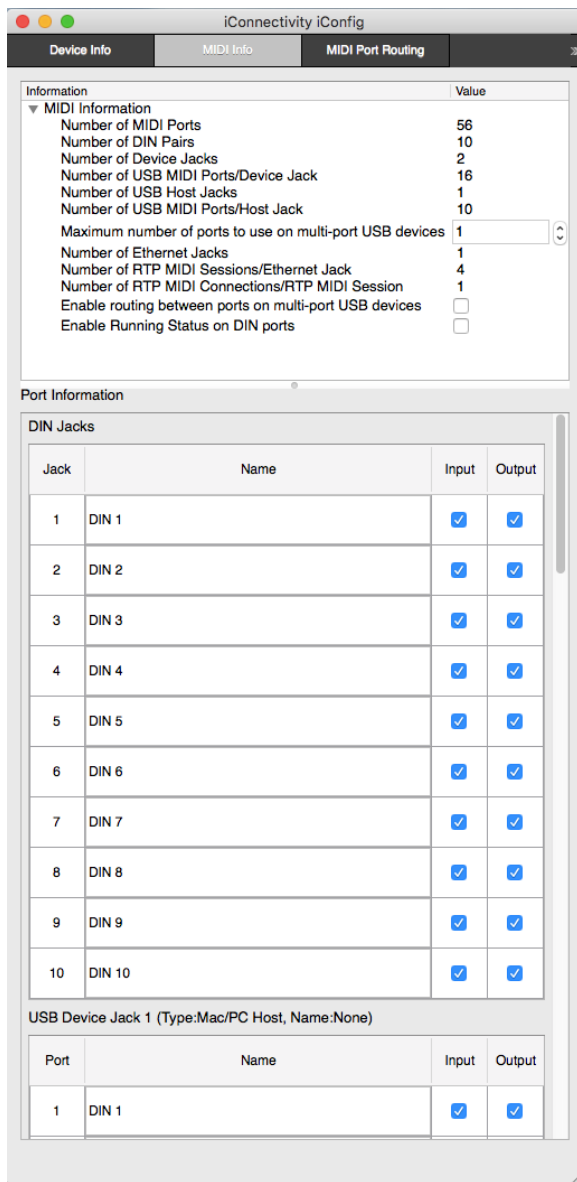 iConnectivity iConfig
Device Info MIDI Info MIDI Port Routing »
Information Value
MIDI Information
Number of MIDI Ports 56
Number of DIN Pairs 10
Number of Device Jacks 2
Number of USB MIDI Ports/Device Jack 16
Number of USB Host Jacks 1
Number of USB MIDI Ports/Host Jack 10
Maximum number of ports to use on multi-port USB devices 1
Number of Ethernet Jacks 1
Number of RTP MIDI Sessions/Ethernet Jack 4
Number of RTP MIDI Connections/RTP MIDI Session 1
Enable routing between ports on multi-port USB devices
Enable Running Status on DIN ports
Port Information
DIN Jacks
Jack Name Input Output
1 DIN 1
2 DIN 2
3 DIN 3
4 DIN 4
5 DIN 5
6 DIN 6
7 DIN 7
8 DIN 8
9 DIN 9
10 DIN 10
USB Device Jack 1 (Type:Mac/PC Host, Name:None)
Port Name Input Output
1 DIN 1